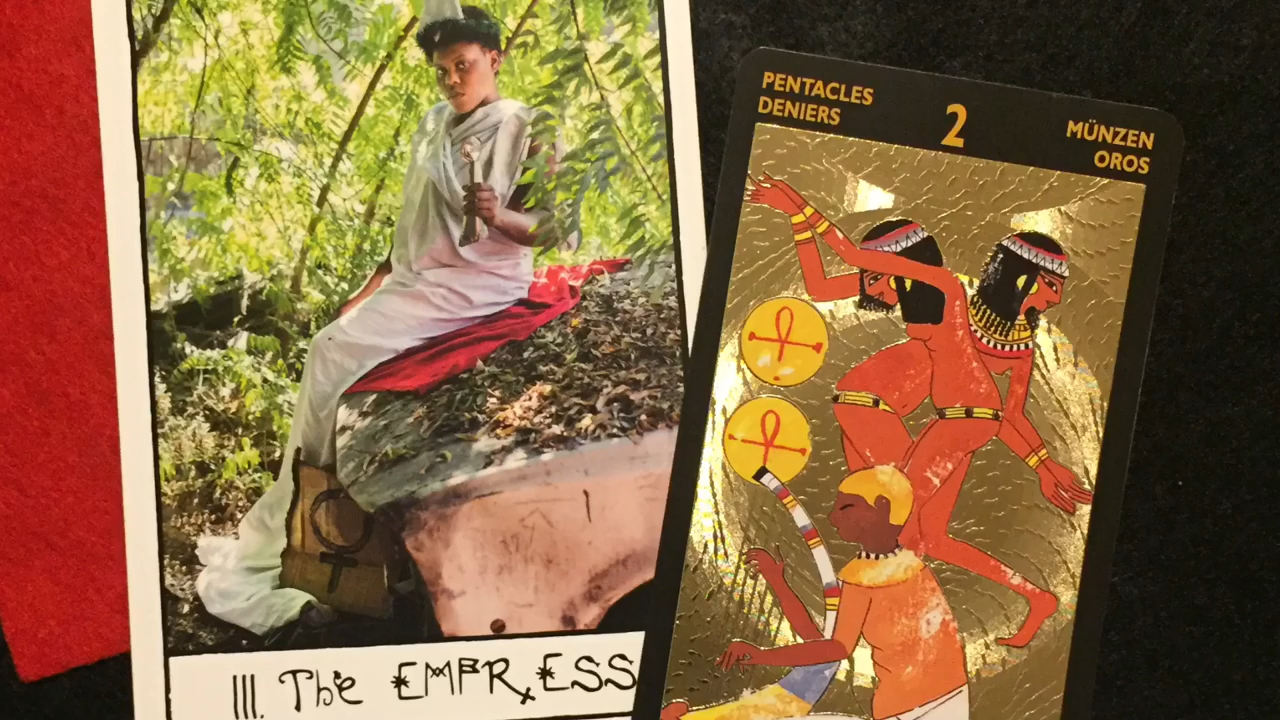 III. The EMPRESS
PENTACLES
DENIERS
2
MÜNZEN
OROS